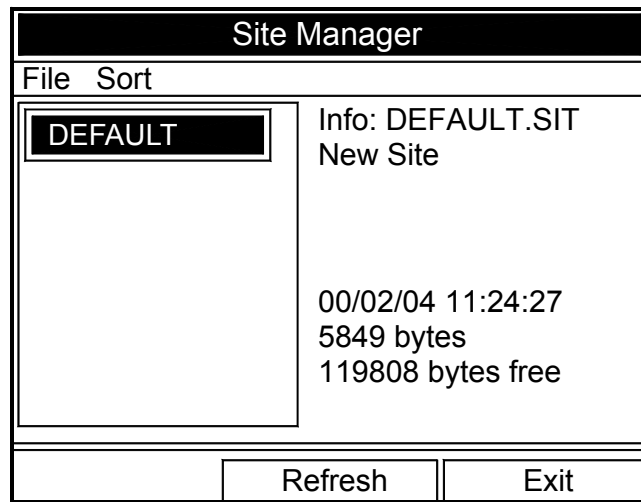 Site Manager
File Sort
DEFAULT
Info: DEFAULT.SIT
New Site
00/02/04 11:24:27
5849 bytes
119808 bytes free
Refresh Exit